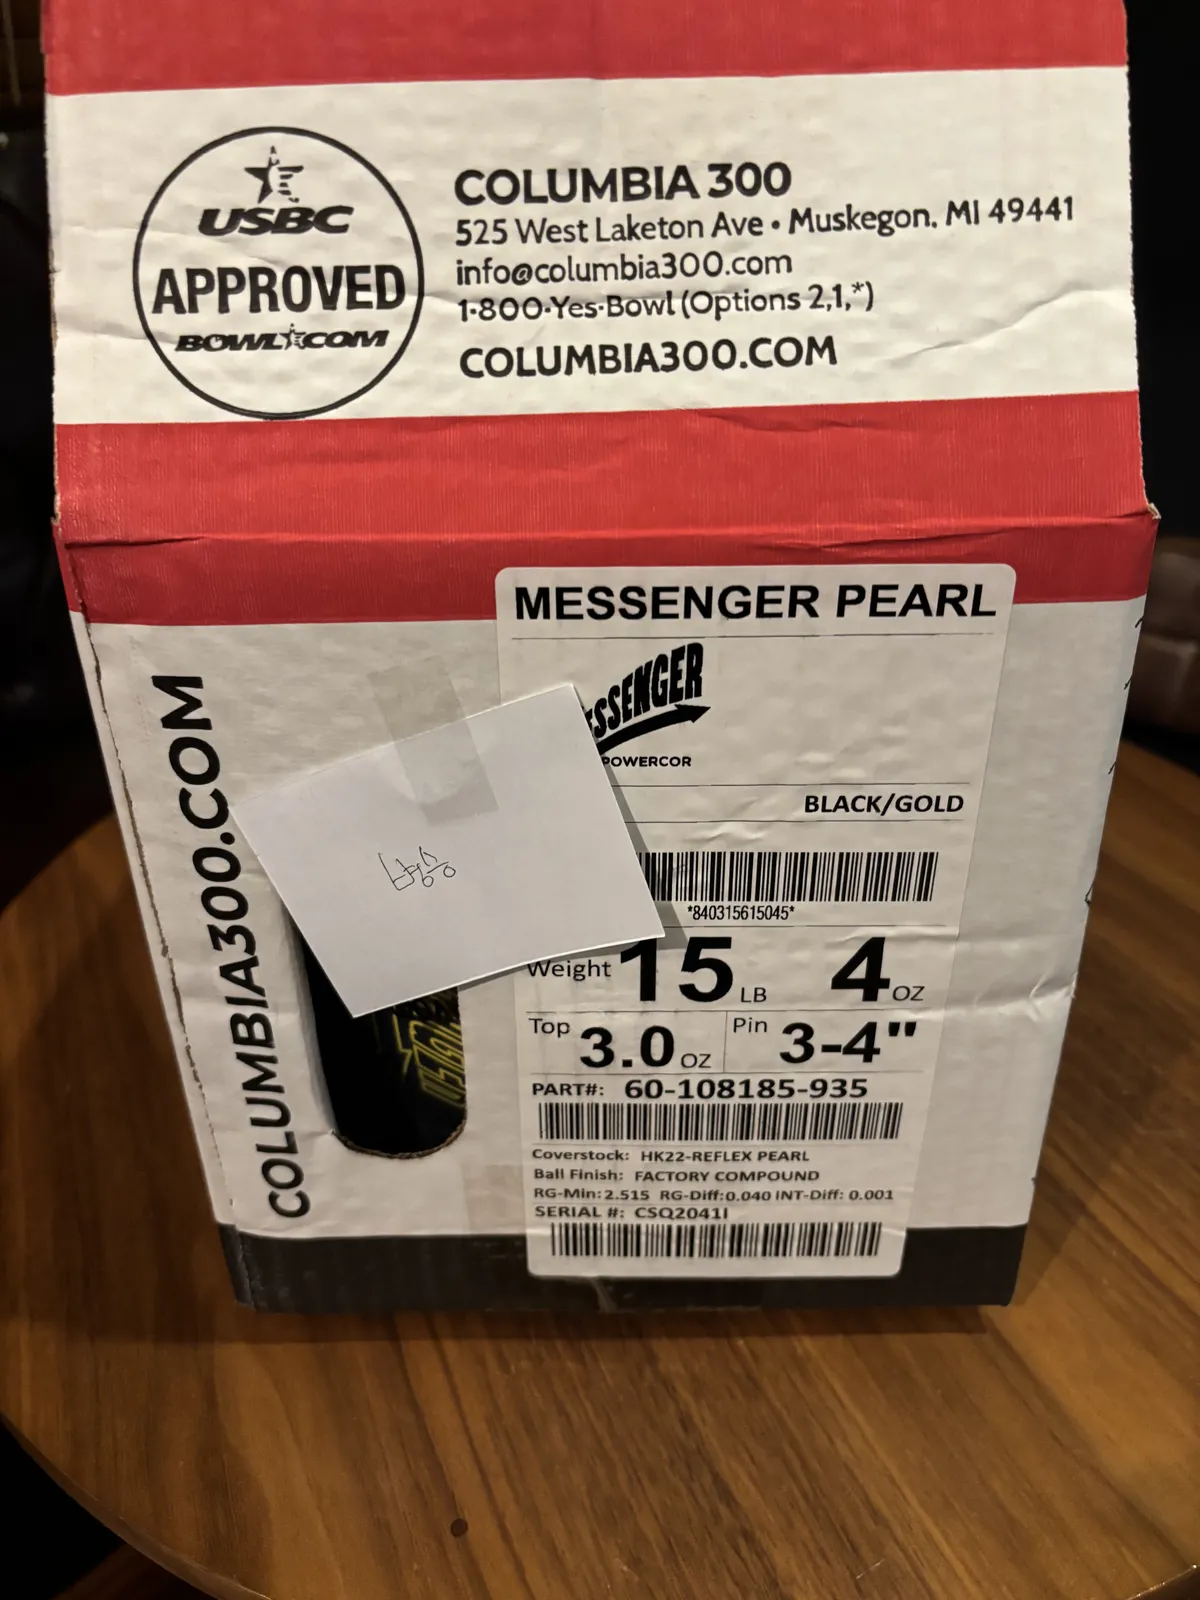 USBC
APPROVED
BOWL.COM
COLUMBIA 300
525 West Laketon Ave • Muskegon, MI 49441
info@columbia300.com
1-800-Yes-Bowl (Options 2,1,*)
COLUMBIA300.COM
COLUMBIA300.COM
MESSENGER PEARL
ESSENGER
POWERCOR
BLACK/GOLD
*840315615045*
Weight 15 LB 4 OZ
Top 3.0 OZ Pin 3-4"
PART#: 60-108185-935
Coverstock: HK22-REFLEX PEARL
Ball Finish: FACTORY COMPOUND
RG-Min: 2.515 RG-Diff: 0.040 INT-Diff: 0.001
SERIAL #: CSQ2041I